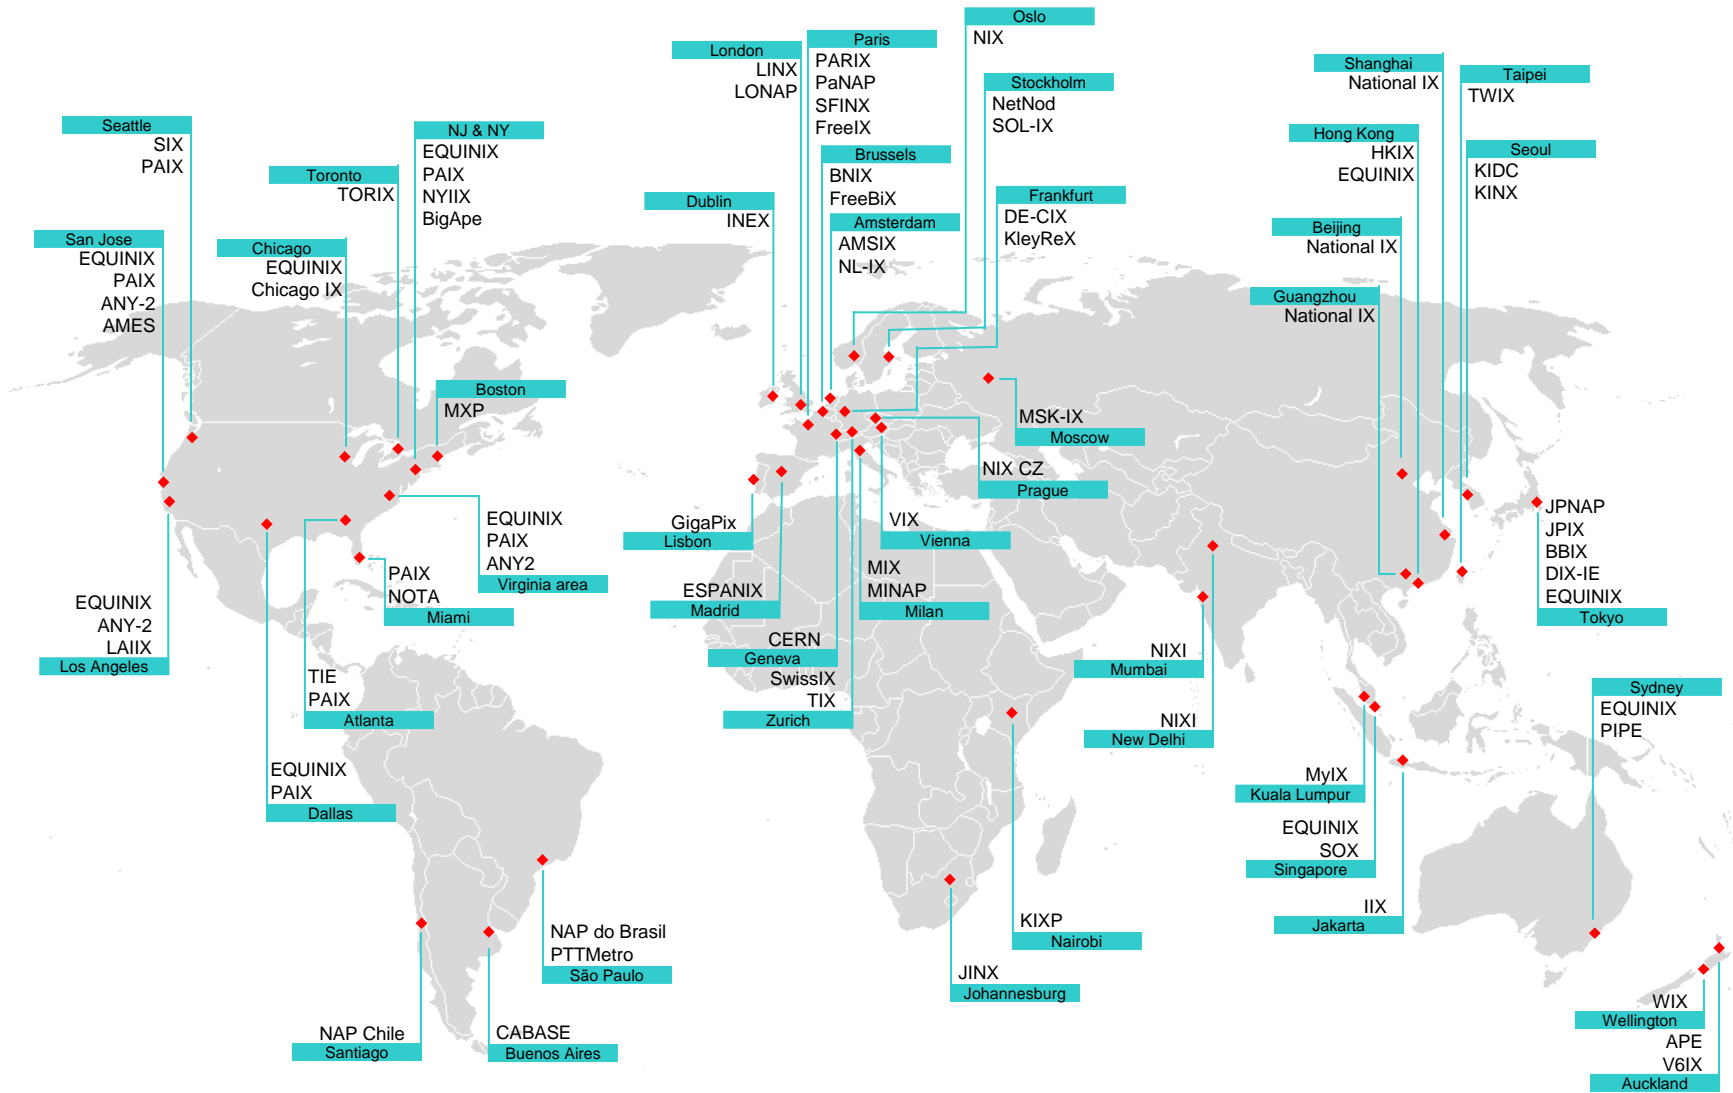 Oslo
NIX
London
LINX
LONAP
Paris
PARIX
PaNAP
SFINX
FreeIX
Stockholm
NetNod
SOL-IX
Shanghai
National IX
Taipei
TWIX
Seattle
SIX
PAIX
NJ & NY
EQUINIX
PAIX
NYIIX
BigApe
Toronto
TORIX
Brussels
BNIX
FreeBiX
Hong Kong
HKIX
EQUINIX
Seoul
KIDC
KINX
Dublin
INEX
Frankfurt
DE-CIX
KleyReX
Amsterdam
AMSIX
NL-IX
Beijing
National IX
San Jose
EQUINIX
PAIX
ANY-2
AMES
Chicago
EQUINIX
Chicago IX
Guangzhou
National IX
Boston
MXP
MSK-IX
Moscow
NIX CZ
Prague
GigaPix
Lisbon
VIX
Vienna
EQUINIX
PAIX
ANY2
Virginia area
JPNAP
JPIX
BBIX
DIX-IE
EQUINIX
Tokyo
PAIX
NOTA
Miami
ESPANIX
Madrid
MIX
MINAP
Milan
EQUINIX
ANY-2
LAIIX
Los Angeles
CERN
Geneva
NIXI
Mumbai
TIE
PAIX
Atlanta
SwissIX
TIX
Zurich
NIXI
New Delhi
Sydney
EQUINIX
PIPE
EQUINIX
PAIX
Dallas
MyIX
Kuala Lumpur
EQUINIX
SOX
Singapore
IIX
Jakarta
NAP do Brasil
PTTMetro
São Paulo
KIXP
Nairobi
JINX
Johannesburg
NAP Chile
Santiago
CABASE
Buenos Aires
WIX
Wellington
APE
V6IX
Auckland